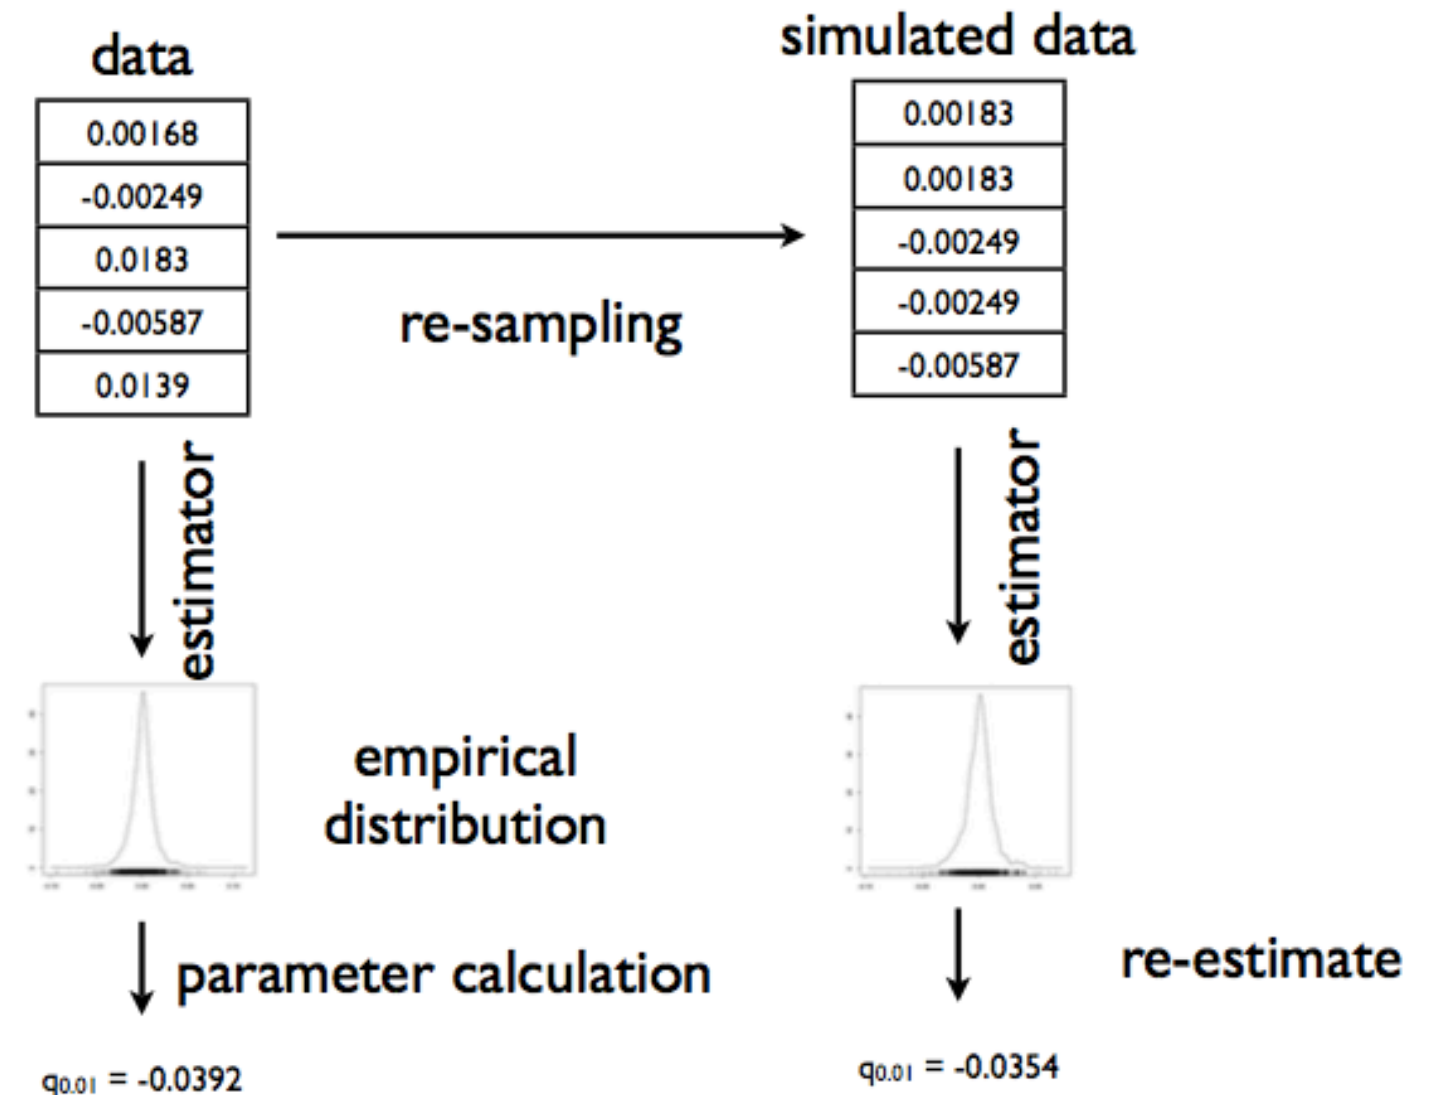 data
0.00168
-0.00249
0.0183
-0.00587
0.0139
re-sampling
simulated data
0.00183
0.00183
-0.00249
-0.00249
-0.00587
estimator
estimator
empirical
distribution
parameter calculation
re-estimate
q0.01 = -0.0392
q0.01 = -0.0354